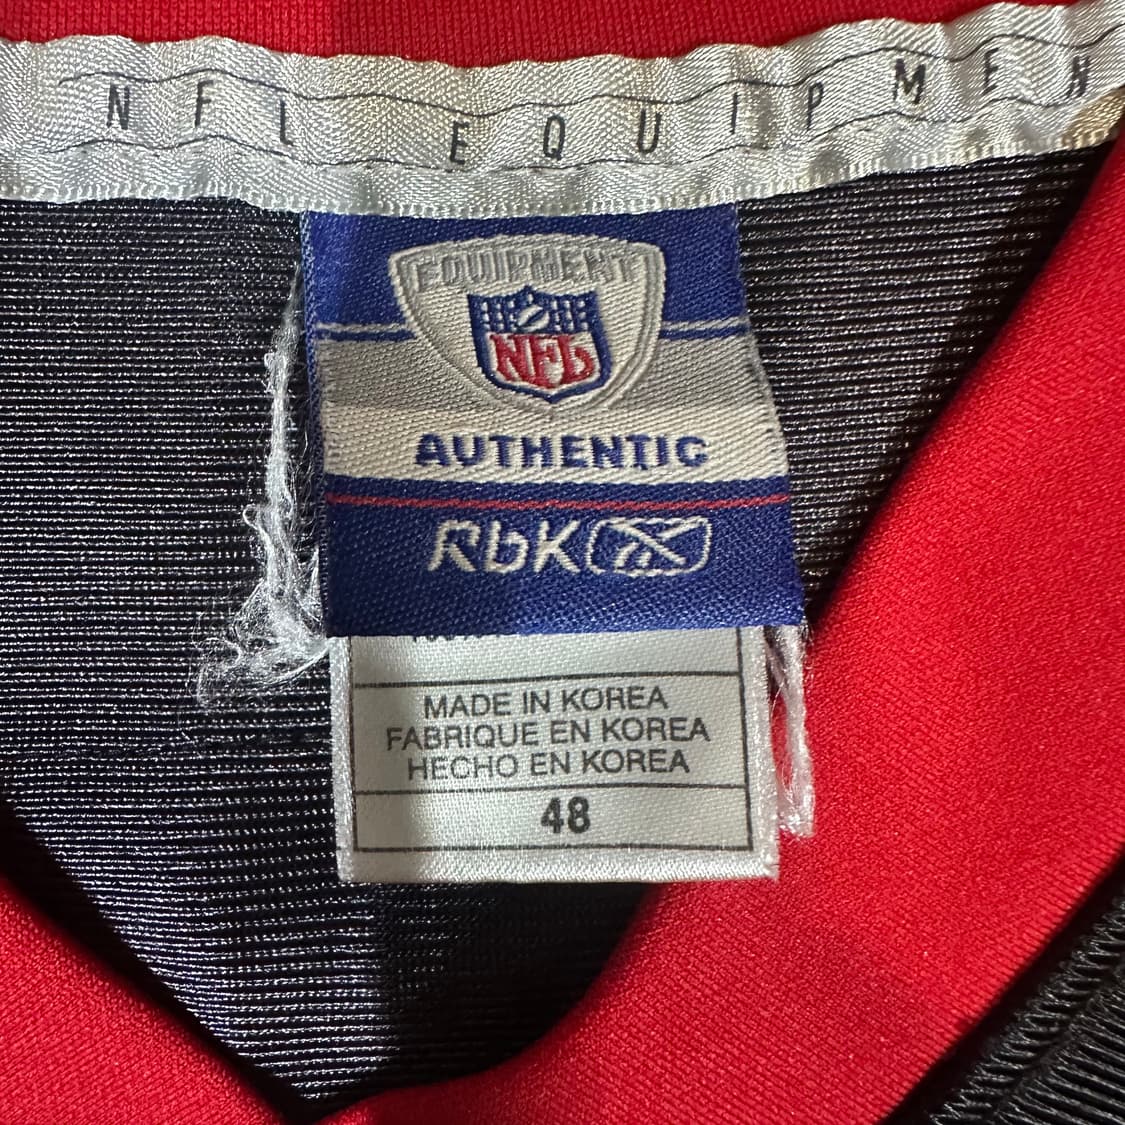 NFL EQUIPMEN
EQUIPMENT
NFL
AUTHENTIC
RbK
MADE IN KOREA
FABRIQUE EN KOREA
HECHO EN KOREA
48